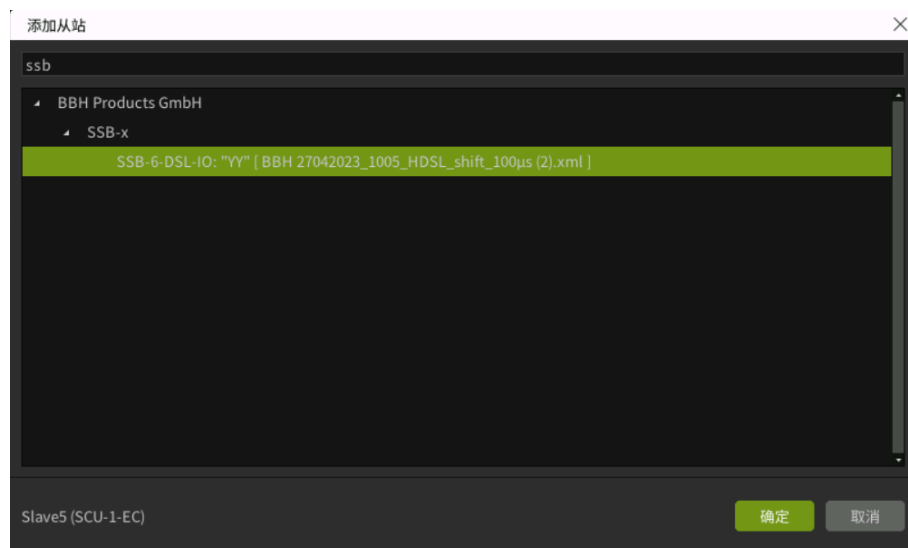 添加从站
ssb
BBH Products GmbH
SSB-x
SSB-6-DSL-IO: "YY" [ BBH 27042023_1005_HDSL_shift_100µs (2).xml ]
Slave5 (SCU-1-EC)
确定
取消